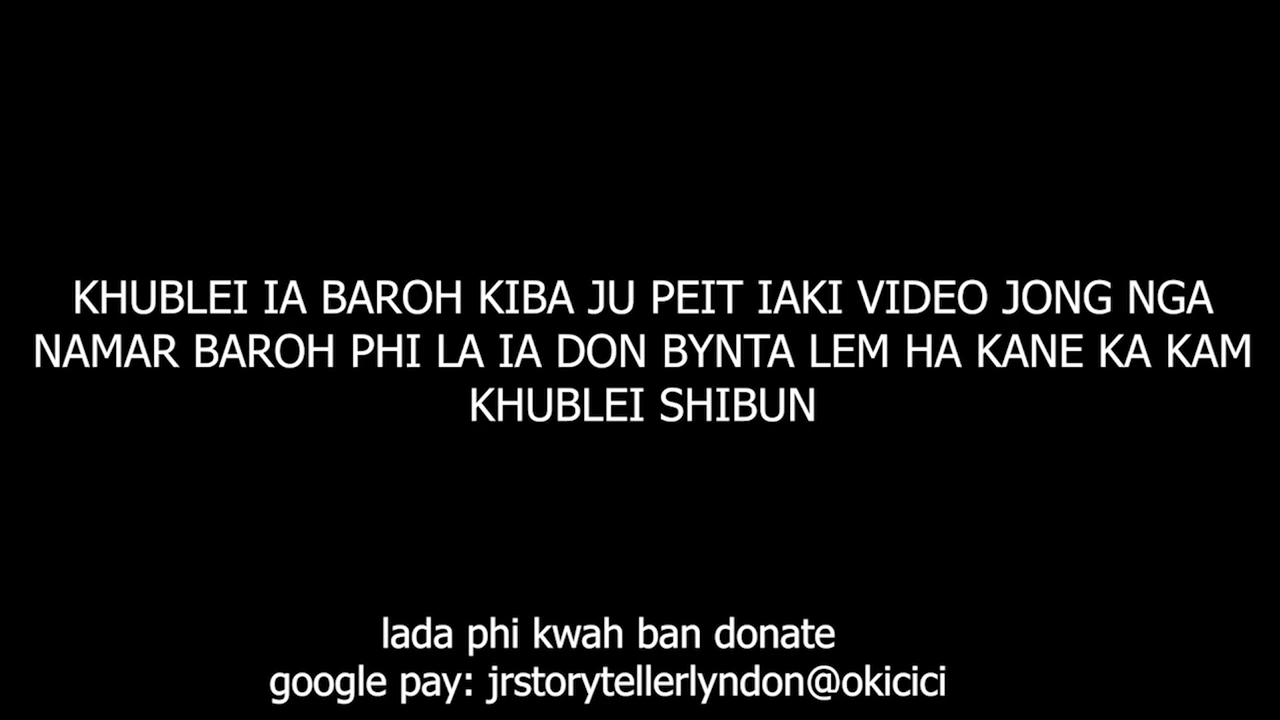 KHUBLEI IA BAROH KIBA JU PEIT IAKI VIDEO JONG NGA
NAMAR BAROH PHI LA IA DON BYNTA LEM HA KANE KA KAM
KHUBLEI SHIBUN
lada phi kwah ban donate
google pay: jrstorytellerlyndon@okicici